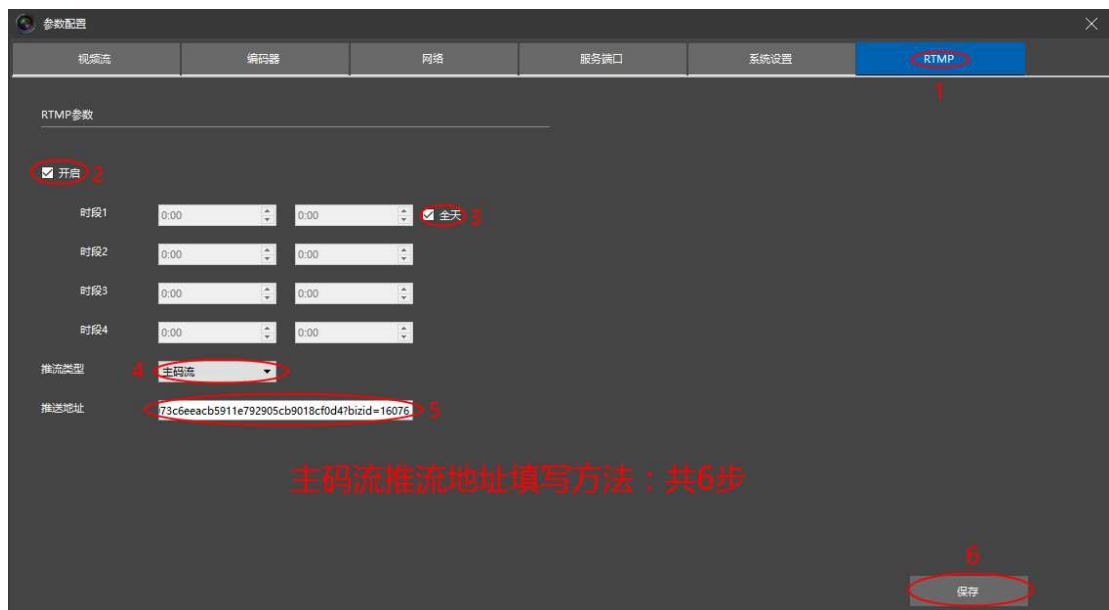 参数配置
视频流 编码器 网络 服务端口 系统设置 RTMP
1
RTMP参数
开启 2
时段1 0:00 0:00 全天 3
时段2 0:00 0:00
时段3 0:00 0:00
时段4 0:00 0:00
推流类型 4 主码流
推送地址 )73c6eeacb5911e792905cb9018cf0d4?bizid=16076 5
主码流推流地址填写方法：共6步
6
保存